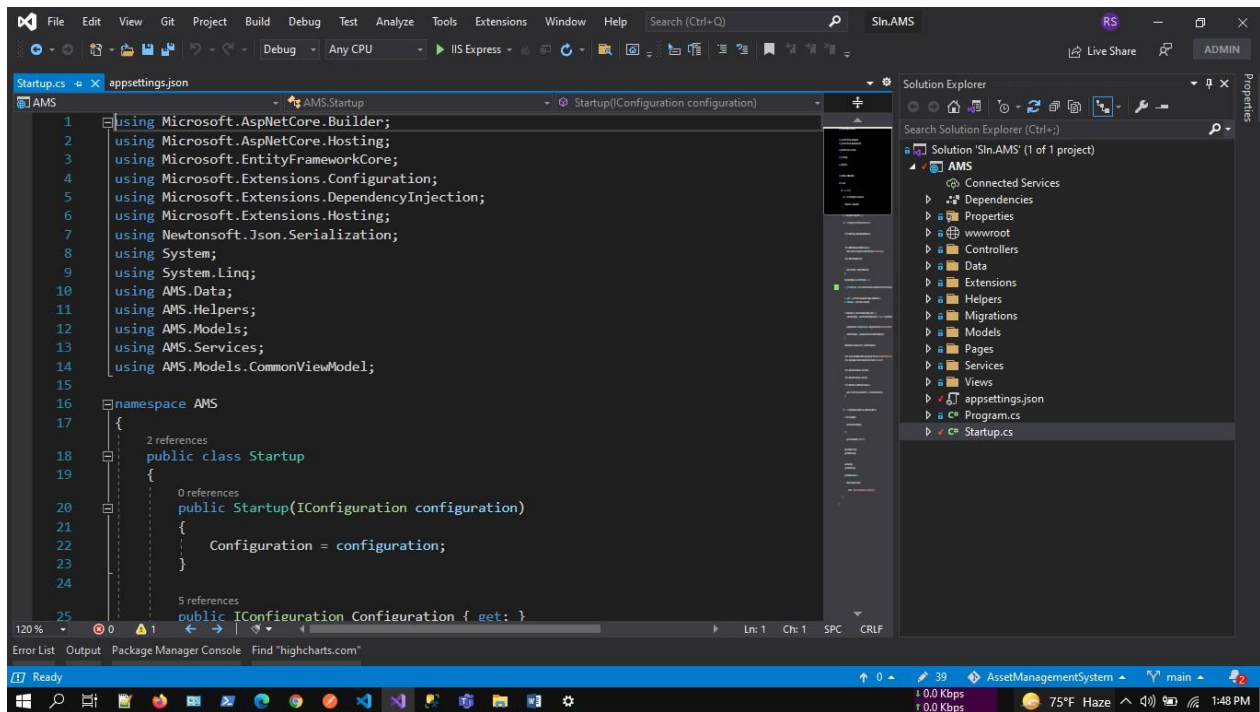 File Edit View Git Project Build Debug Test Analyze Tools Extensions Window Help Search (Ctrl+Q) Sln.AMS RS
Debug Any CPU IIS Express Live Share ADMIN
Startup.cs appsettings.json
AMS AMS.Startup Startup(IConfiguration configuration)
1 using Microsoft.AspNetCore.Builder;
2 using Microsoft.AspNetCore.Hosting;
3 using Microsoft.EntityFrameworkCore;
4 using Microsoft.Extensions.Configuration;
5 using Microsoft.Extensions.DependencyInjection;
6 using Microsoft.Extensions.Hosting;
7 using Newtonsoft.Json.Serialization;
8 using System;
9 using System.Linq;
10 using AMS.Data;
11 using AMS.Helpers;
12 using AMS.Models;
13 using AMS.Services;
14 using AMS.Models.CommonViewModel;
15
16 namespace AMS
17 {
2 references
18 public class Startup
19 {
0 references
20 public Startup(IConfiguration configuration)
21 {
22 Configuration = configuration;
23 }
24
5 references
25 public IConfiguration Configuration { get; }
120 % 0 1 Ln: 1 Ch: 1 SPC CRLF
Solution Explorer
Search Solution Explorer (Ctrl+;)
Solution 'Sln.AMS' (1 of 1 project)
AMS
Connected Services
Dependencies
Properties
wwwroot
Controllers
Data
Extensions
Helpers
Migrations
Models
Pages
Services
Views
appsettings.json
C# Program.cs
C# Startup.cs
Properties
Error List Output Package Manager Console Find "highcharts.com"
Ready 0 39 AssetManagementSystem main 2
0.0 Kbps
0.0 Kbps
75°F Haze 1:48 PM